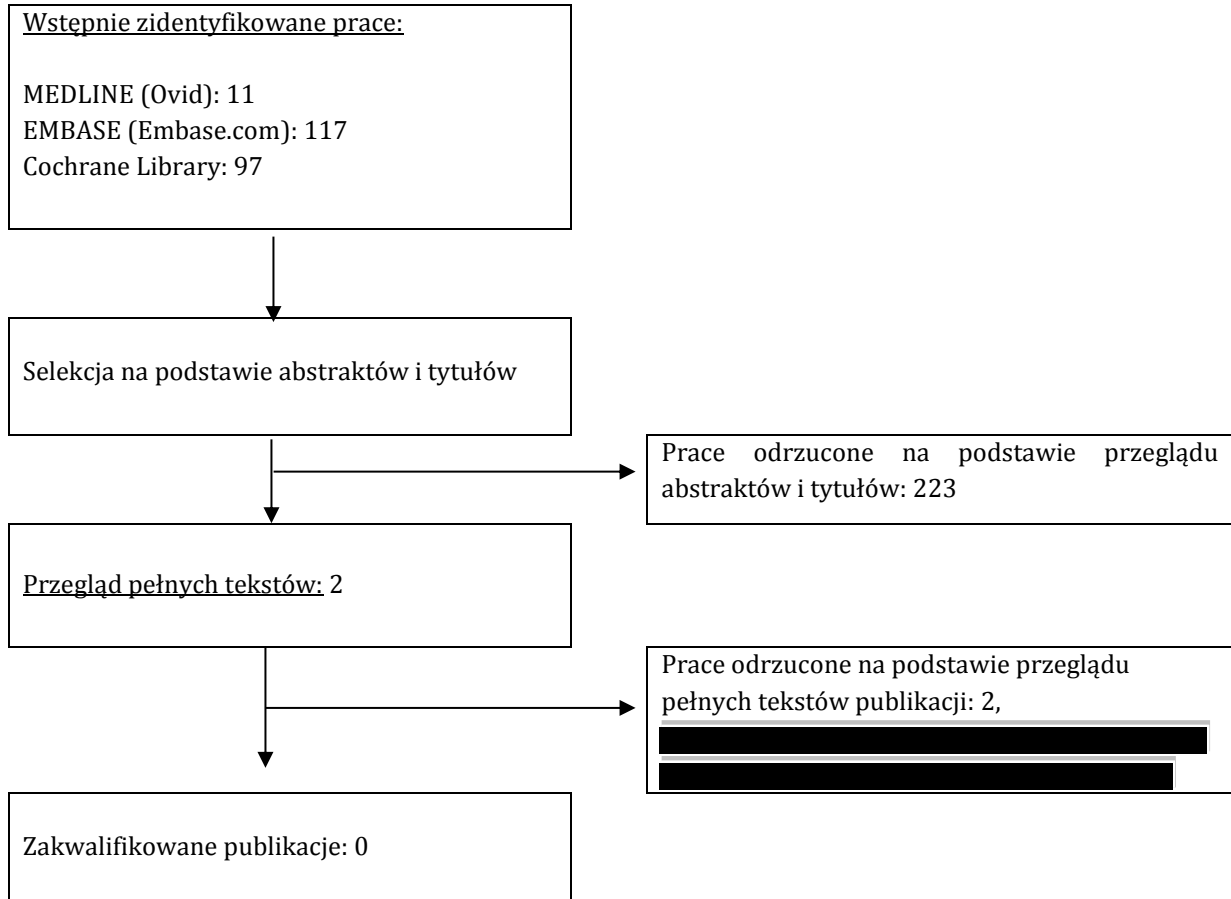 Wstępnie zidentyfikowane prace:
MEDLINE (Ovid): 11
EMBASE (Embase.com): 117
Cochrane Library: 97
Selekcja na podstawie abstraktów i tytułów
Prace odrzucone na podstawie przeglądu
abstraktów i tytułów: 223
Przegląd pełnych tekstów: 2
Prace odrzucone na podstawie przeglądu
pełnych tekstów publikacji: 2,
Zakwalifikowane publikacje: 0